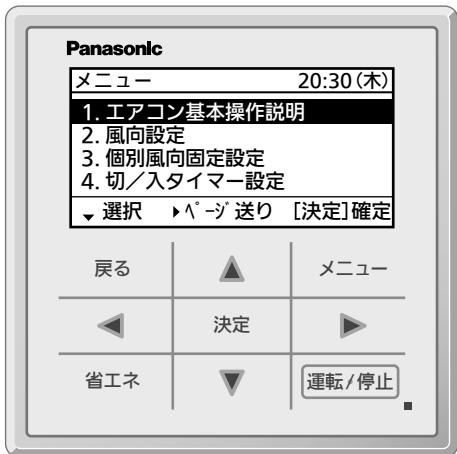 Panasonic
メニュー 20:30(木)
1. エアコン基本操作説明
2. 風向設定
3. 個別風向固定設定
4. 切／入タイマー設定
選択 ﾍﾟｰｼﾞ送り [決定]確定
戻る メニュー
決定
省エネ 運転/停止